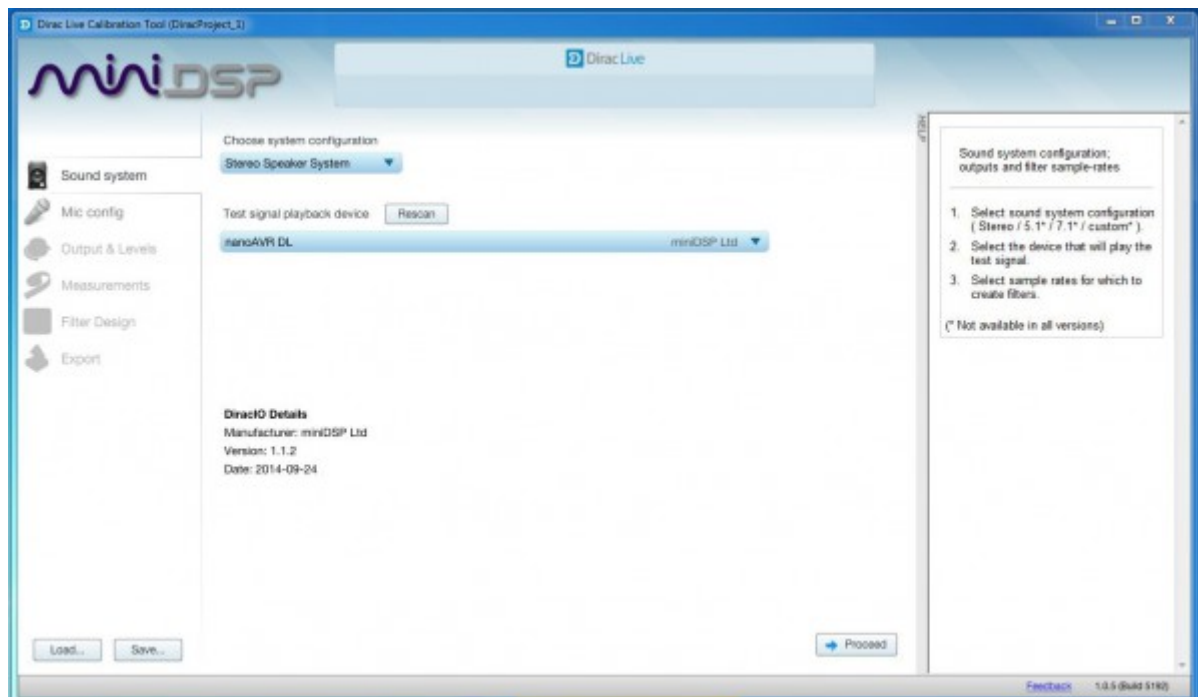 Dirac Live Calibration Tool (DiracProject_1)
miniDSP
Dirac Live
HELP
Choose system configuration
Stereo Speaker System
Test signal playback device Rescan
nanoAVR DL miniDSP Ltd
Sound system
Mic config
Output & Levels
Measurements
Filter Design
Export
DiracIO Details
Manufacturer: miniDSP Ltd
Version: 1.1.2
Date: 2014-09-24
Load... Save...
Proceed
Sound system configuration;
outputs and filter sample-rates
1. Select sound system configuration
( Stereo / 5.1* / 7.1* / custom* ).
2. Select the device that will play the
test signal.
3. Select sample rates for which to
create filters.
(* Not available in all versions)
Feedback 1.0.5 (Build 5192)